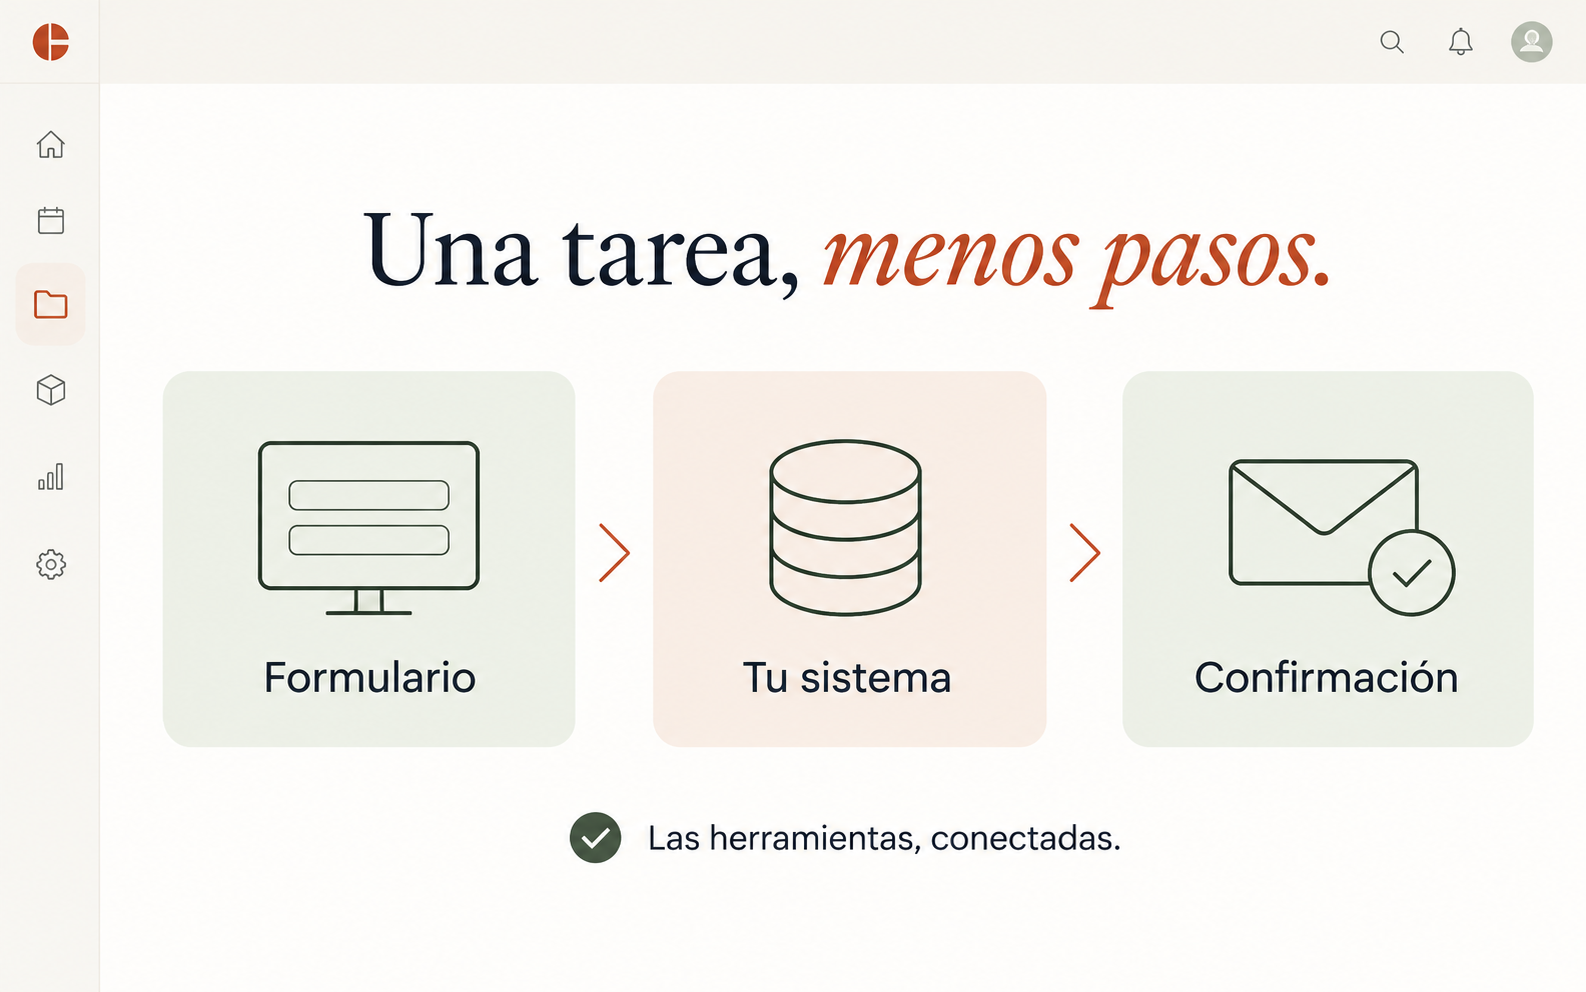 Una tarea, menos pasos.
Formulario
Tu sistema
Confirmación
Las herramientas, conectadas.